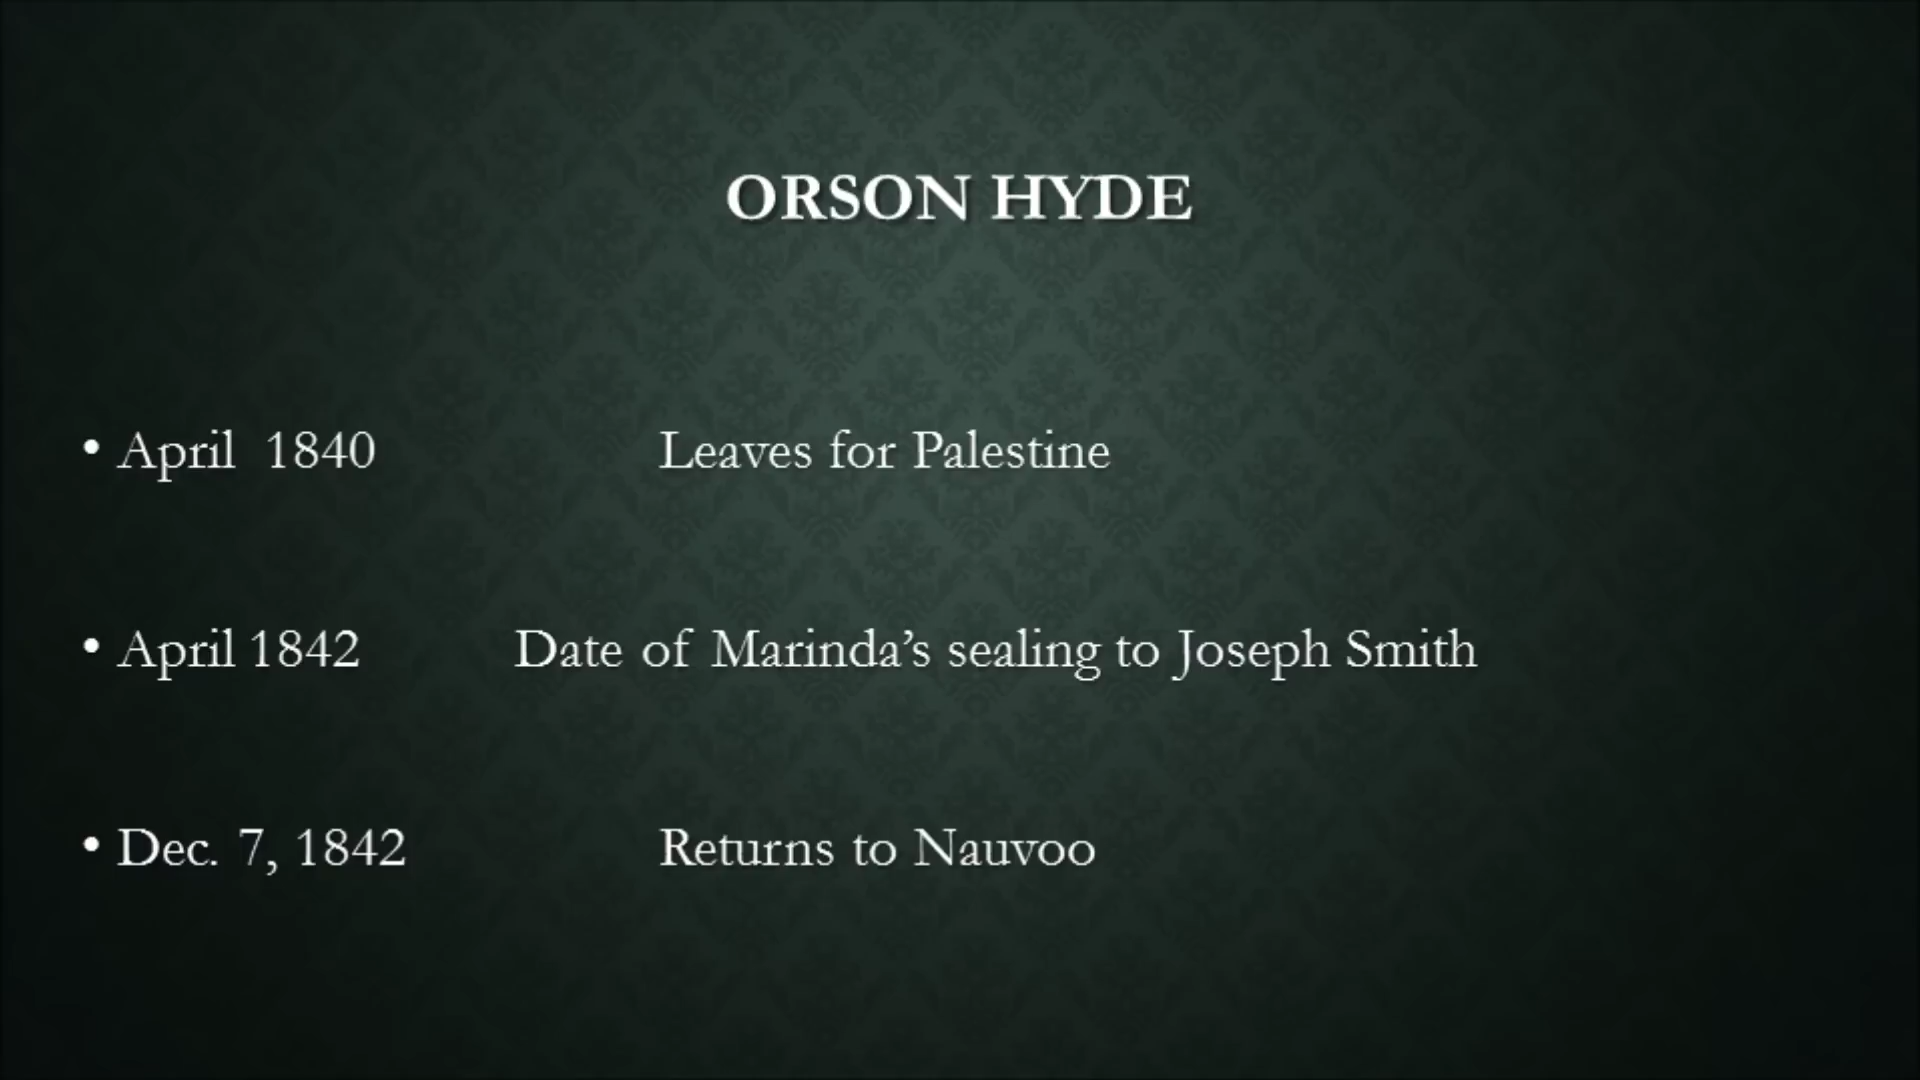 ORSON HYDE
• April 1840 Leaves for Palestine
• April 1842 Date of Marinda’s sealing to Joseph Smith
• Dec. 7, 1842 Returns to Nauvoo